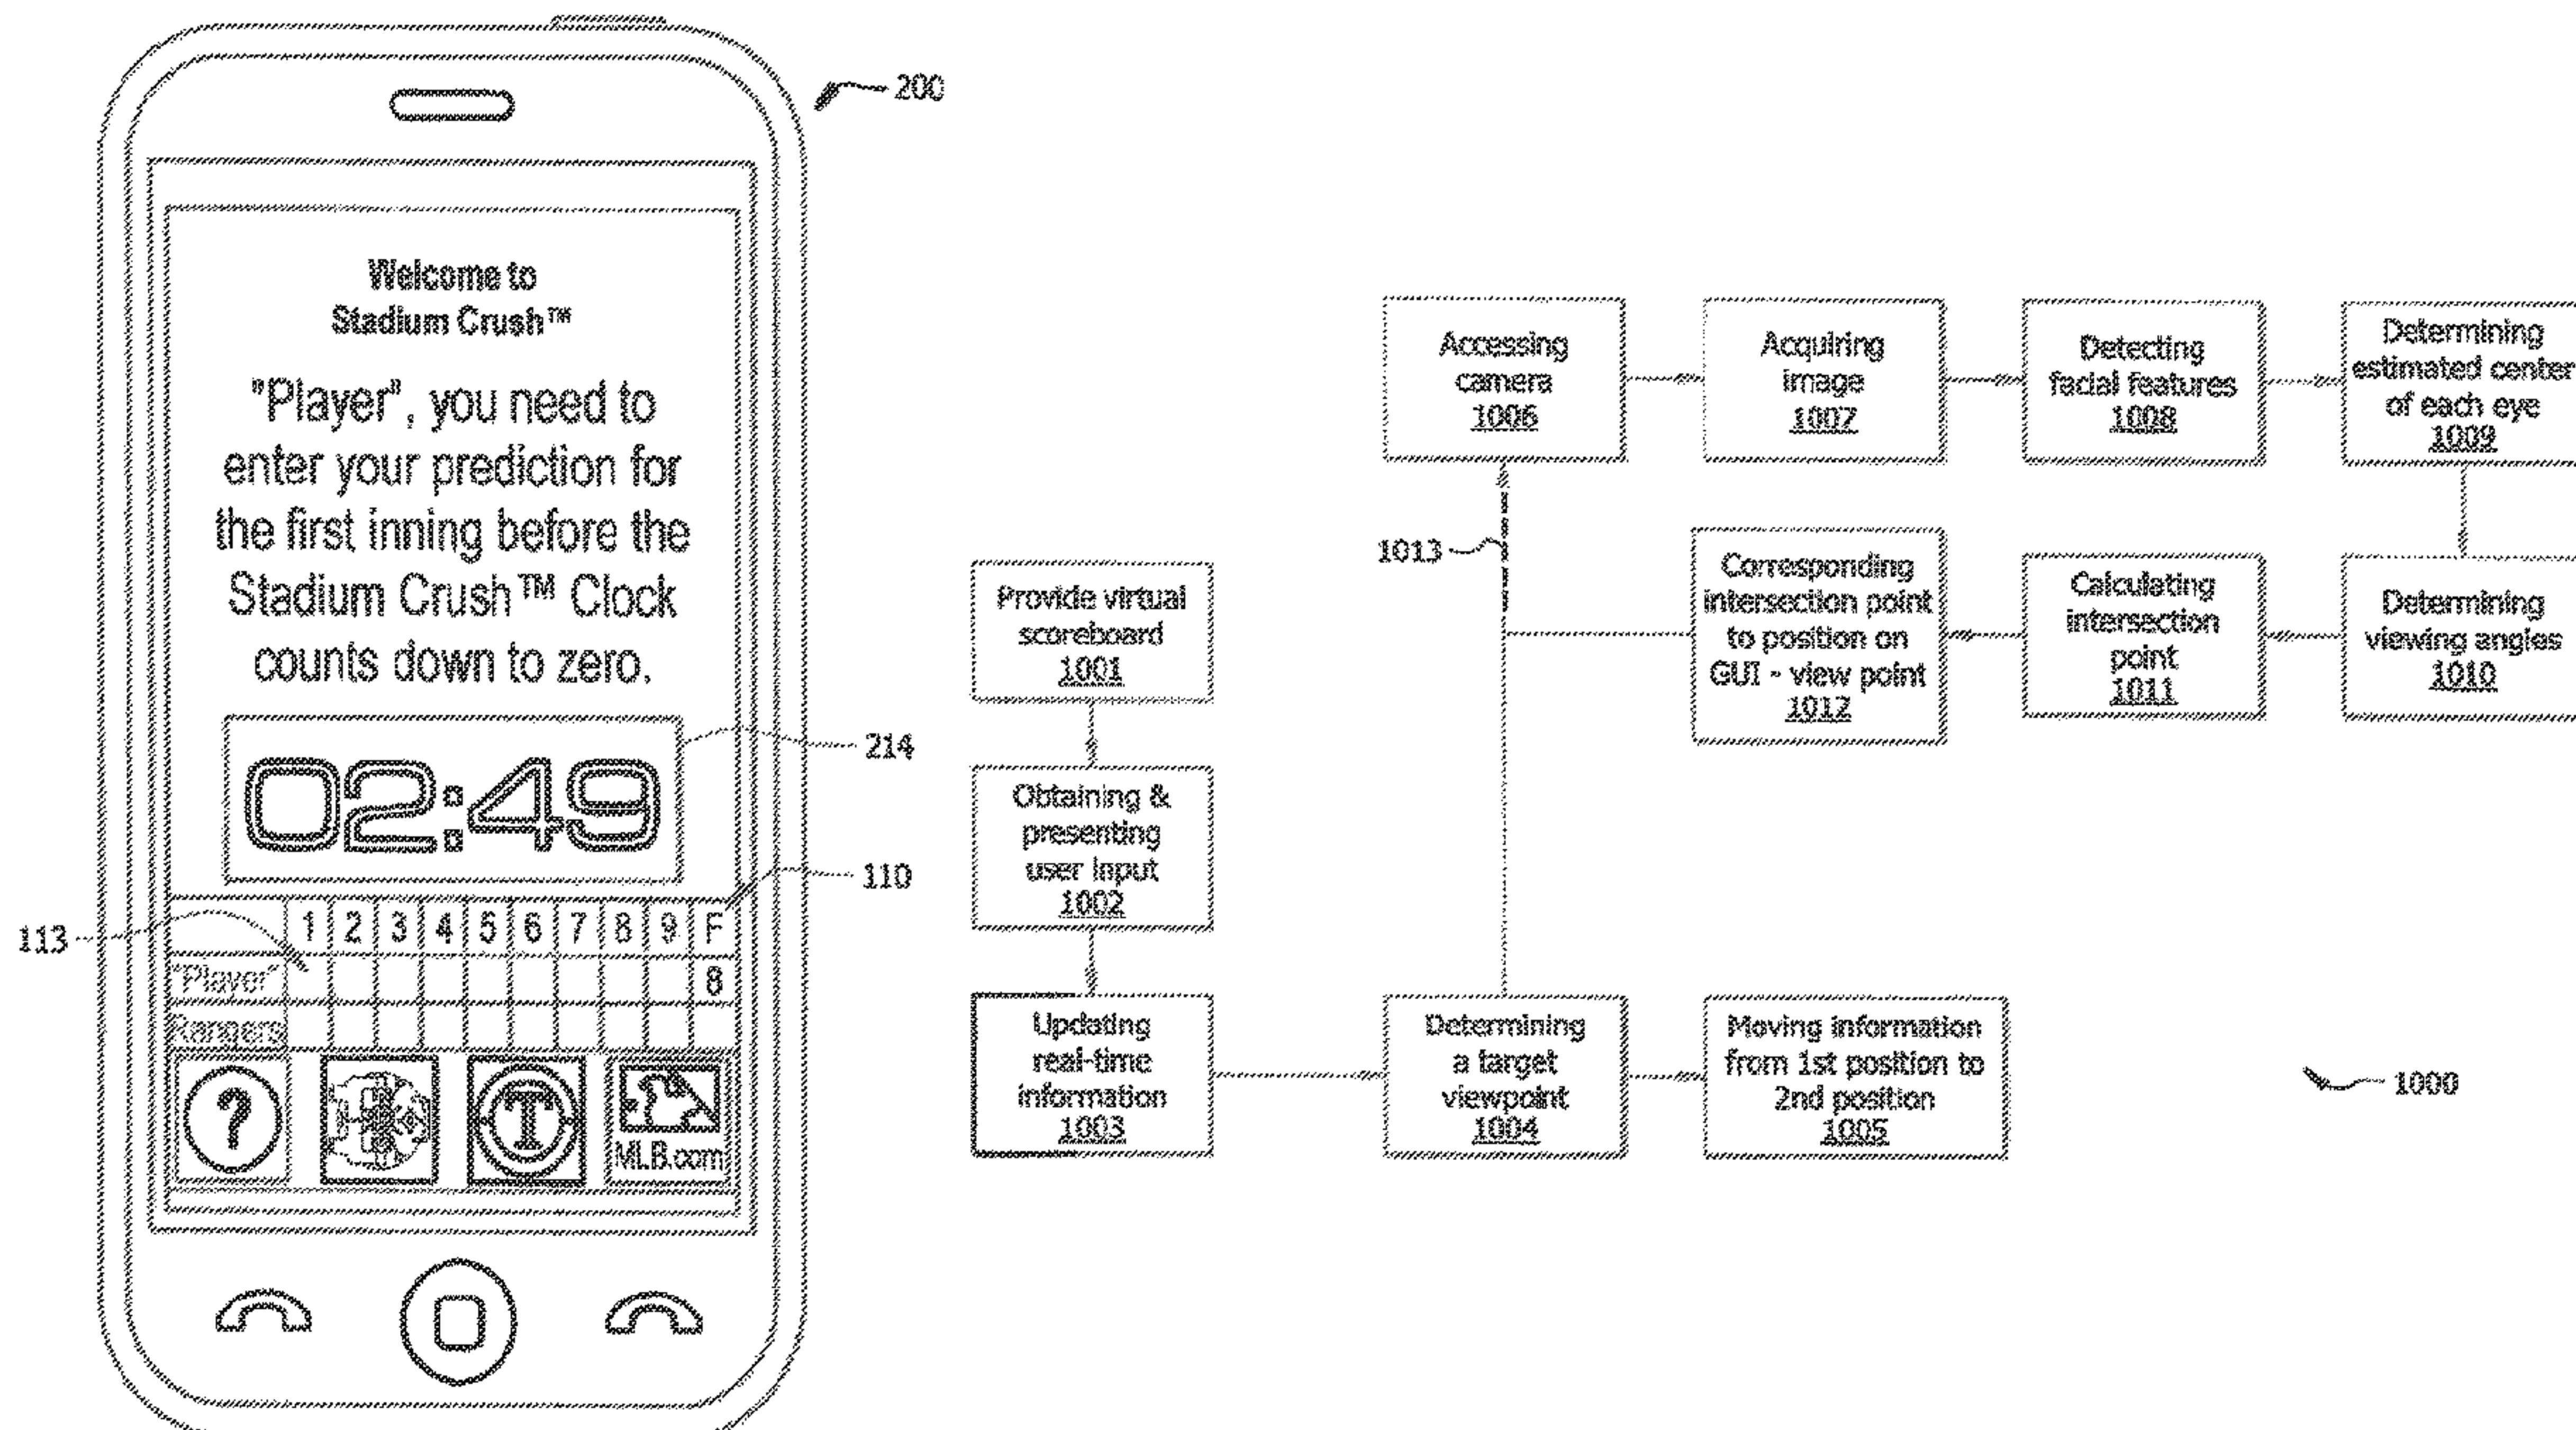 200
Welcome to
Stadium Crush™
"Player", you need to
enter your prediction for
the first inning before the
Stadium Crush™ Clock
counts down to zero.
214
02:49
110
113
1 2 3 4 5 6 7 8 9 F
"Player" 8
Rangers
?
T
MLB.com
Provide virtual
scoreboard
1001
Obtaining &
presenting
user input
1002
Updating
real-time
information
1003
Determining
a target
viewpoint
1004
Moving information
from 1st position to
2nd position
1005
Accessing
camera
1006
Acquiring
image
1007
Detecting
facial features
1008
Determining
estimated center
of each eye
1009
Determining
viewing angles
1010
Calculating
intersection
point
1011
Corresponding
intersection point
to position on
GUI - view point
1012
1013
1000